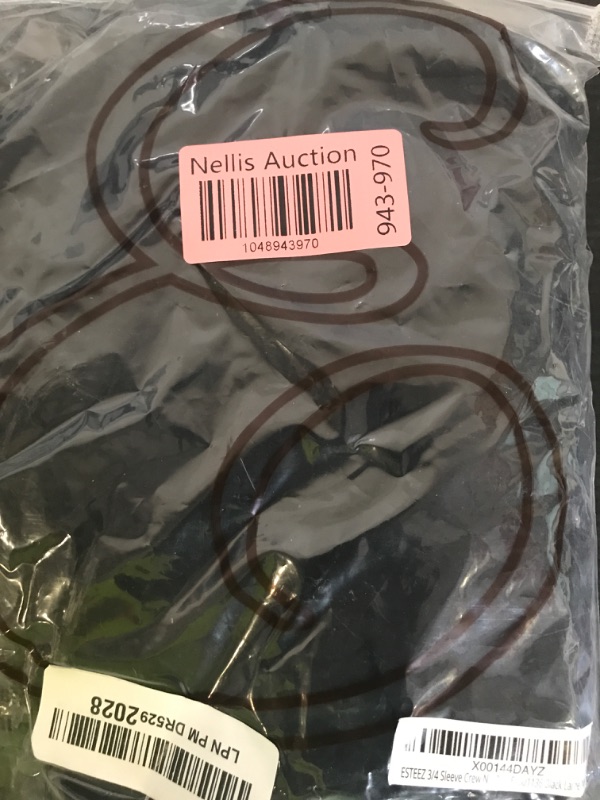 Nellis Auction
943-970
1048943970
LPN PM DR5292028
X00144DAYZ
ESTEEZ 3/4 Sleeve Crew